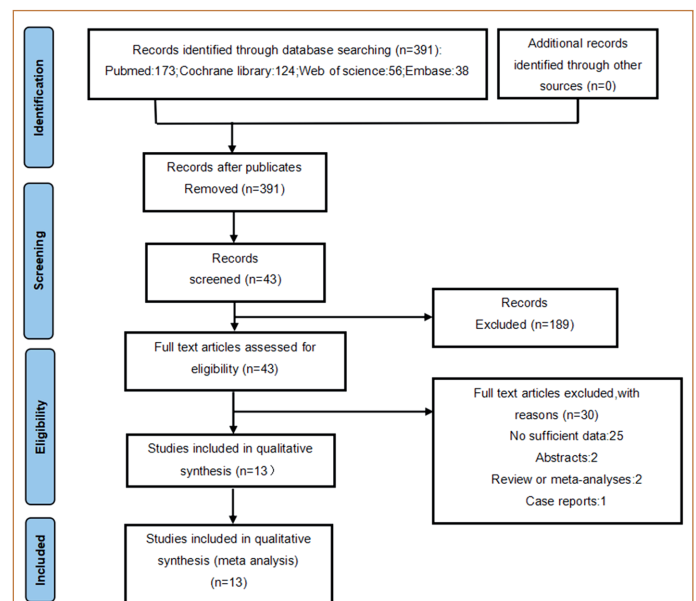 Identification
Records identified through database searching (n=391):
Pubmed:173;Cochrane library:124;Web of science:56;Embase:38
Additional records
identified through other
sources (n=0)
Records after publicates
Removed (n=391)
Screening
Records
screened (n=43)
Records
Excluded (n=189)
Eligibility
Full text articles assessed for
eligibility (n=43)
Full text articles excluded,with
reasons (n=30)
No sufficient data:25
Abstracts:2
Review or meta-analyses:2
Case reports:1
Studies included in qualitative
synthesis (n=13）
Included
Studies included in qualitative
synthesis (meta analysis)
(n=13)